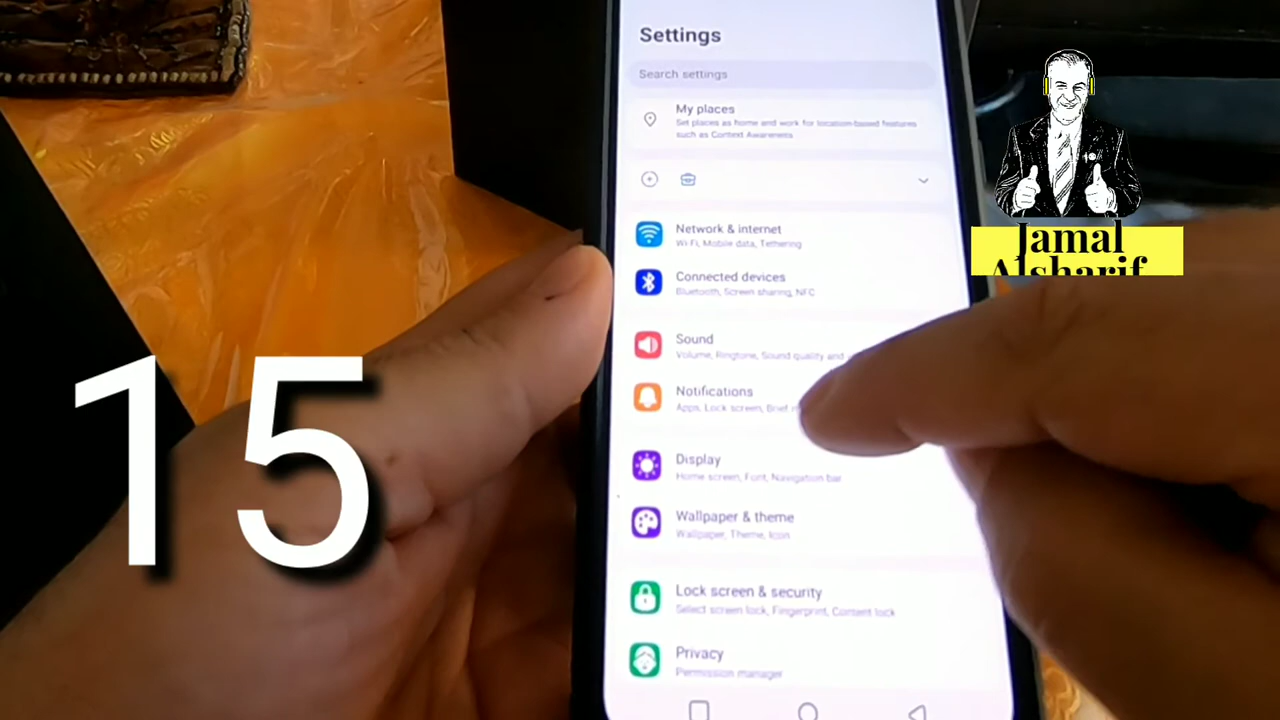 Settings
Search settings
My places
Set places as home and work for location-based features
such as Context Awareness
Network & internet
Wi-Fi, Mobile data, Tethering
Connected devices
Bluetooth, Screen sharing, NFC
Sound
Volume, Ringtone, Sound quality and
Notifications
Apps, Lock screen, Brief
Display
Home screen, Font, Navigation bar
Wallpaper & theme
Wallpaper, Theme, Icon
Lock screen & security
Select screen lock, Fingerprint, Content lock
Privacy
Permission manager
15
Jamal
Alsharif